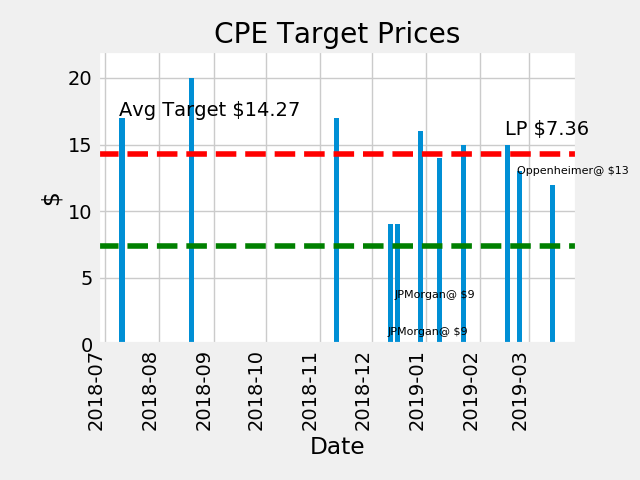 CPE Target Prices
20
Avg Target $14.27
LP $7.36
15
Oppenheimer@ $13
10
$
5
JPMorgan@ $9
JPMorgan@ $9
0
2018-07
2018-08
2018-09
2018-10
2018-11
2018-12
2019-01
2019-02
2019-03
Date